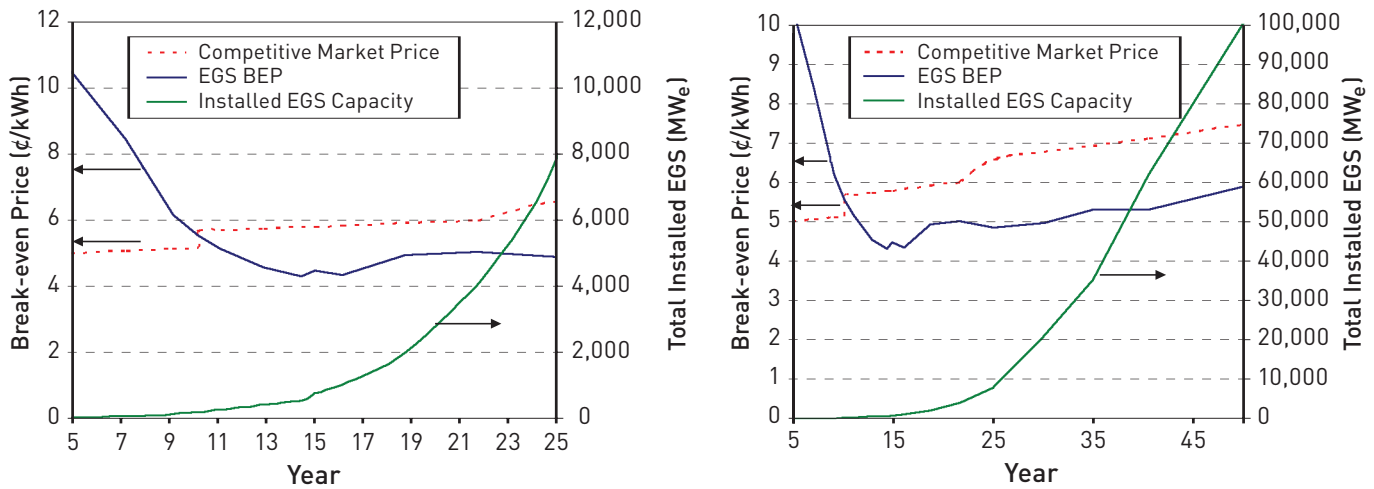 12
10
8
6
4
2
0
Break-even Price (¢/kWh)
Competitive Market Price
EGS BEP
Installed EGS Capacity
12,000
10,000
8,000
6,000
4,000
2,000
0
Total Installed EGS (MWe)
5 7 9 11 13 15 17 19 21 23 25
Year
10
9
8
7
6
5
4
3
2
1
0
Break-even Price (¢/kWh)
Competitive Market Price
EGS BEP
Installed EGS Capacity
100,000
90,000
80,000
70,000
60,000
50,000
40,000
30,000
20,000
10,000
0
Total Installed EGS (MWe)
5 15 25 35 45
Year